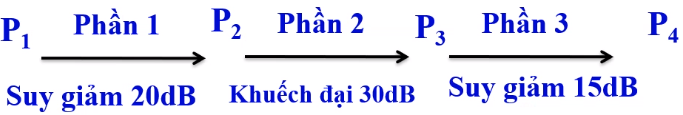 P₁ Phần 1 P₂ Phần 2 P₃ Phần 3 P₄
Suy giảm 20dB Khuếch đại 30dB Suy giảm 15dB